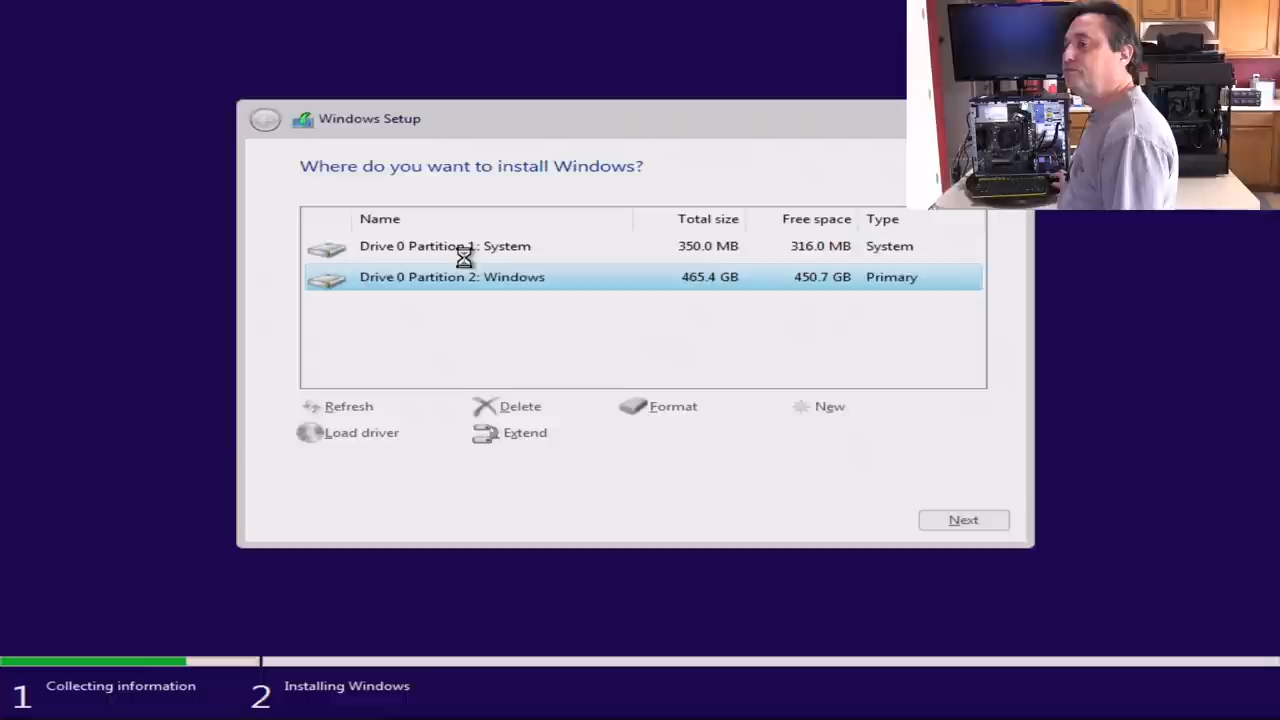 Windows Setup
Where do you want to install Windows?
Name Total size Free space Type
Drive 0 Partition 1: System 350.0 MB 316.0 MB System
Drive 0 Partition 2: Windows 465.4 GB 450.7 GB Primary
Refresh Delete Format New
Load driver Extend
Next
1 Collecting information 2 Installing Windows